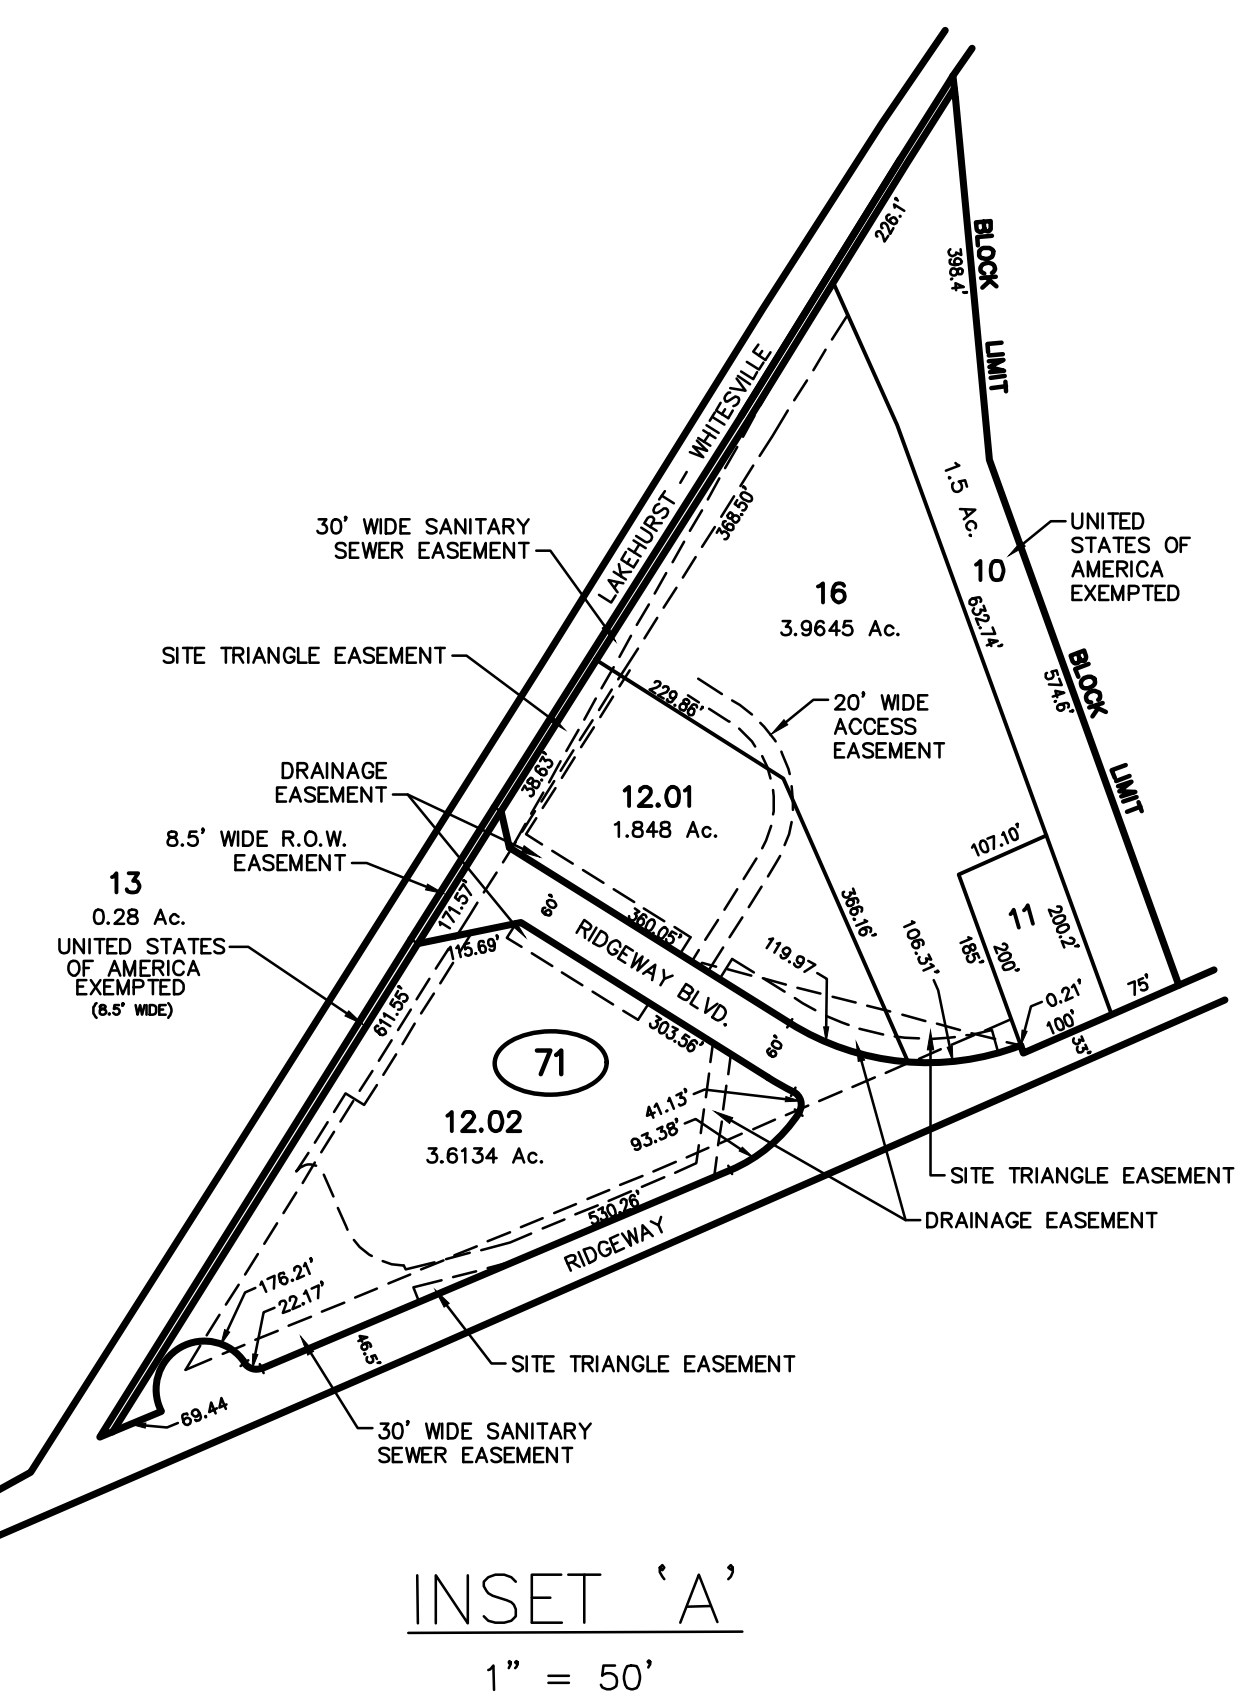 226.1'
BLOCK
398.4'
LIMIT
LAKEHURST - WHITESVILLE
368.50'
1.5 Ac.
10
UNITED
STATES OF
AMERICA
EXEMPTED
30' WIDE SANITARY
SEWER EASEMENT
16
3.9645 Ac.
632.74'
SITE TRIANGLE EASEMENT
BLOCK
574.6'
LIMIT
229.86'
20' WIDE
ACCESS
EASEMENT
DRAINAGE
EASEMENT
38.63'
12.01
1.848 Ac.
8.5' WIDE R.O.W.
EASEMENT
107.10'
13
0.28 Ac.
UNITED STATES
OF AMERICA
EXEMPTED
(8.5' WIDE)
171.57'
115.69'
60'
360.05'
RIDGEWAY BLVD.
119.97
366.16'
106.31'
185'
200'
11
200.2'
0.21'
75'
100'
33'
611.55'
303.56'
60'
71
12.02
3.6134 Ac.
41.13'
93.38'
530.26'
RIDGEWAY
SITE TRIANGLE EASEMENT
DRAINAGE EASEMENT
176.21'
22.17'
46.5'
SITE TRIANGLE EASEMENT
69.44
30' WIDE SANITARY
SEWER EASEMENT
INSET 'A'
1" = 50'